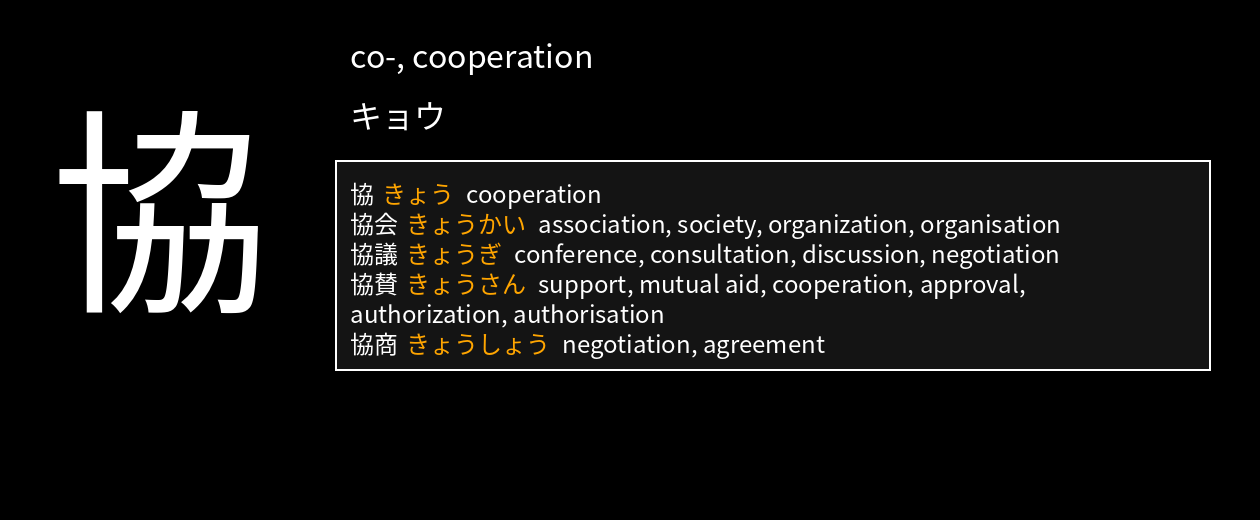 協
co-, cooperation
キョウ
協 きょう cooperation
協会 きょうかい association, society, organization, organisation
協議 きょうぎ conference, consultation, discussion, negotiation
協賛 きょうさん support, mutual aid, cooperation, approval,
authorization, authorisation
協商 きょうしょう negotiation, agreement